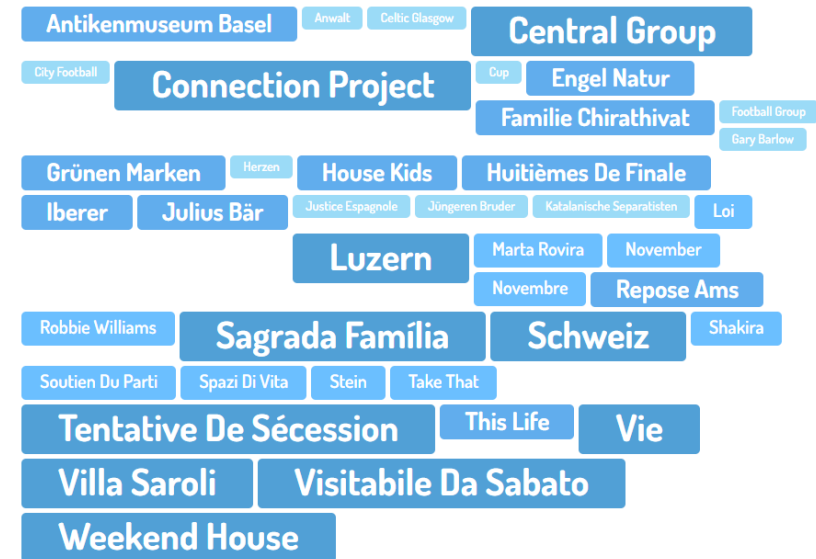 Antikenmuseum Basel Anwalt Celtic Glasgow Central Group
City Football Connection Project Cup Engel Natur
Familie Chirathivat Football Group
Gary Barlow
Grünen Marken Herzen House Kids Huitièmes De Finale
Iberer Julius Bär Justice Espagnole Jüngeren Bruder Katalanische Separatisten Loi
Luzern Marta Rovira November
Novembre Repose Ams
Robbie Williams Sagrada Família Schweiz Shakira
Soutien Du Parti Spazi Di Vita Stein Take That
Tentative De Sécession This Life Vie
Villa Saroli Visitabile Da Sabato
Weekend House